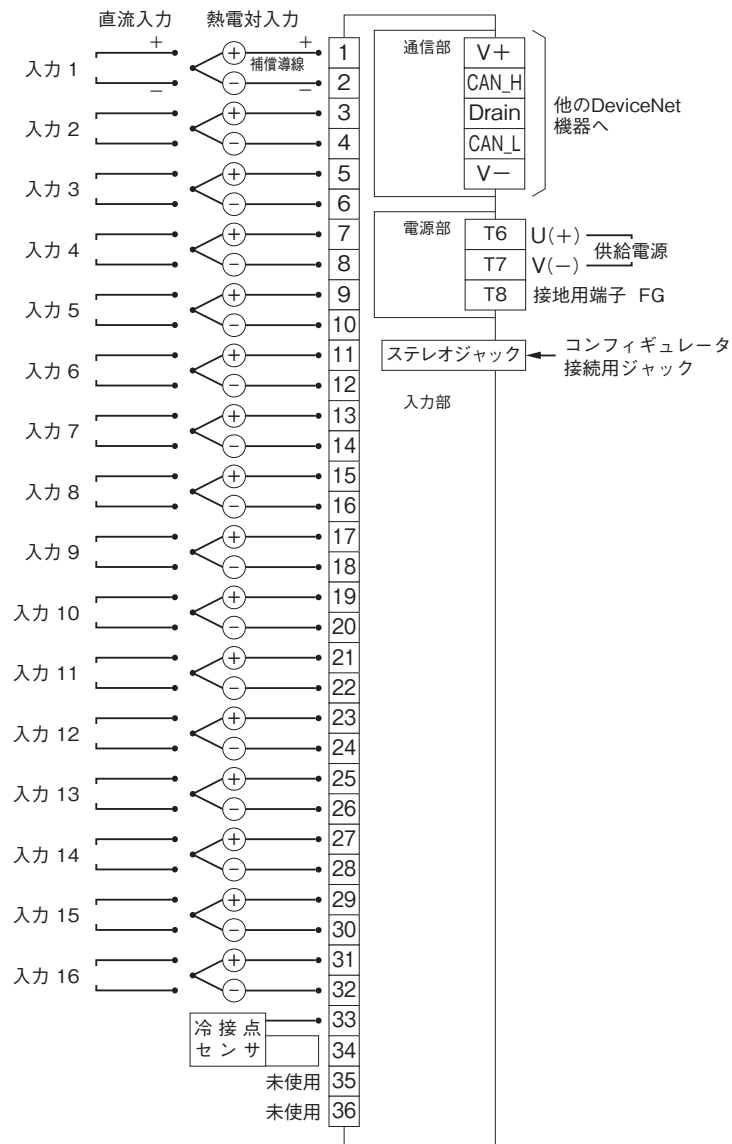 直流入力 熱電対入力
入力 1 + − + − + 補償導線 − 1
2
入力 2 + − 3
4
入力 3 + − 5
6
入力 4 + − 7
8
入力 5 + − 9
10
入力 6 + − 11
12
入力 7 + − 13
14
入力 8 + − 15
16
入力 9 + − 17
18
入力 10 + − 19
20
入力 11 + − 21
22
入力 12 + − 23
24
入力 13 + − 25
26
入力 14 + − 27
28
入力 15 + − 29
30
入力 16 + − 31
32
冷接点
センサ
33
34
未使用 35
未使用 36
通信部
V+
CAN_H
Drain
CAN_L
V−
他のDeviceNet
機器へ
電源部
T6 U(+)
T7 V(−)
供給電源
T8 接地用端子 FG
ステレオジャック
コンフィギュレータ
接続用ジャック
入力部